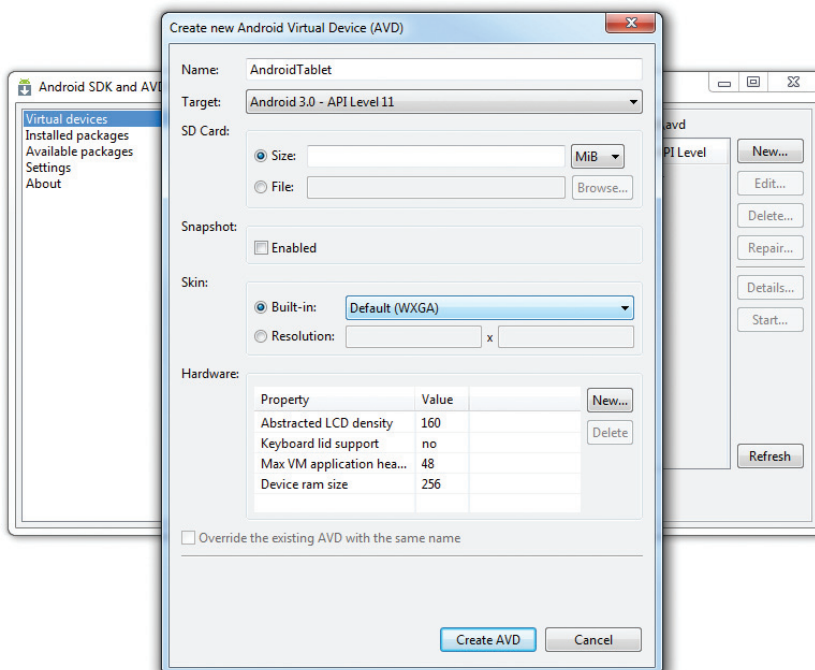 Create new Android Virtual Device (AVD)
Name: AndroidTablet
Target: Android 3.0 - API Level 11
SD Card:
Size: MiB
File: Browse...
Snapshot:
Enabled
Skin:
Built-in: Default (WXGA)
Resolution: x
Hardware:
Property Value
Abstracted LCD density 160
Keyboard lid support no
Max VM application hea... 48
Device ram size 256
New...
Delete
Override the existing AVD with the same name
Create AVD Cancel
Android SDK and
Virtual devices
Installed packages
Available packages
Settings
About
.avd
Level
New...
Edit...
Delete...
Repair...
Details...
Start...
Refresh